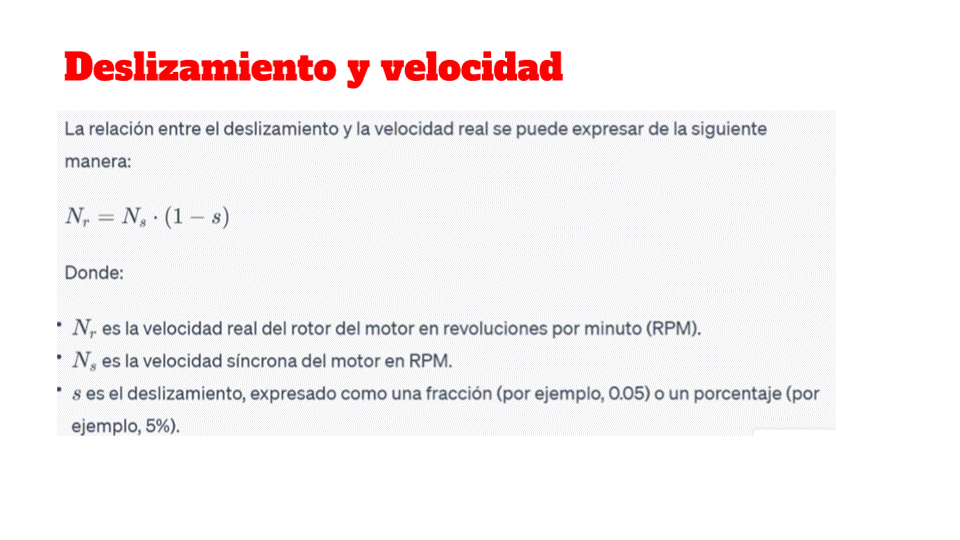 Deslizamiento y velocidad
La relación entre el deslizamiento y la velocidad real se puede expresar de la siguiente
manera:
N_r = N_s · (1 − s)
Donde:
• N_r es la velocidad real del rotor del motor en revoluciones por minuto (RPM).
• N_s es la velocidad síncrona del motor en RPM.
• s es el deslizamiento, expresado como una fracción (por ejemplo, 0.05) o un porcentaje (por
ejemplo, 5%).